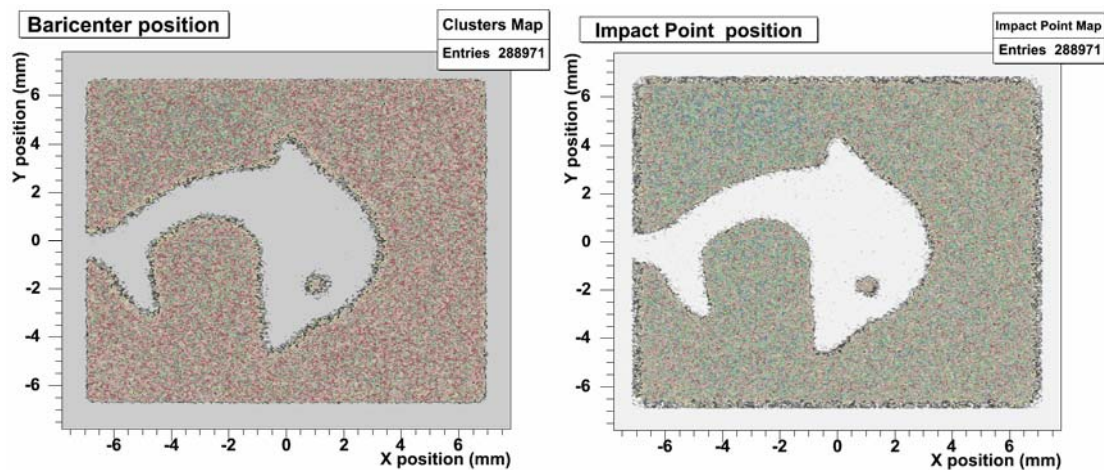 Baricenter position
Clusters Map
Entries 288971
Y position (mm)
6
4
2
0
-2
-4
-6
-6 -4 -2 0 2 4 6
X position (mm)
Impact Point position
Impact Point Map
Entries 288971
Y position (mm)
6
4
2
0
-2
-4
-6
-6 -4 -2 0 2 4 6
X position (mm)